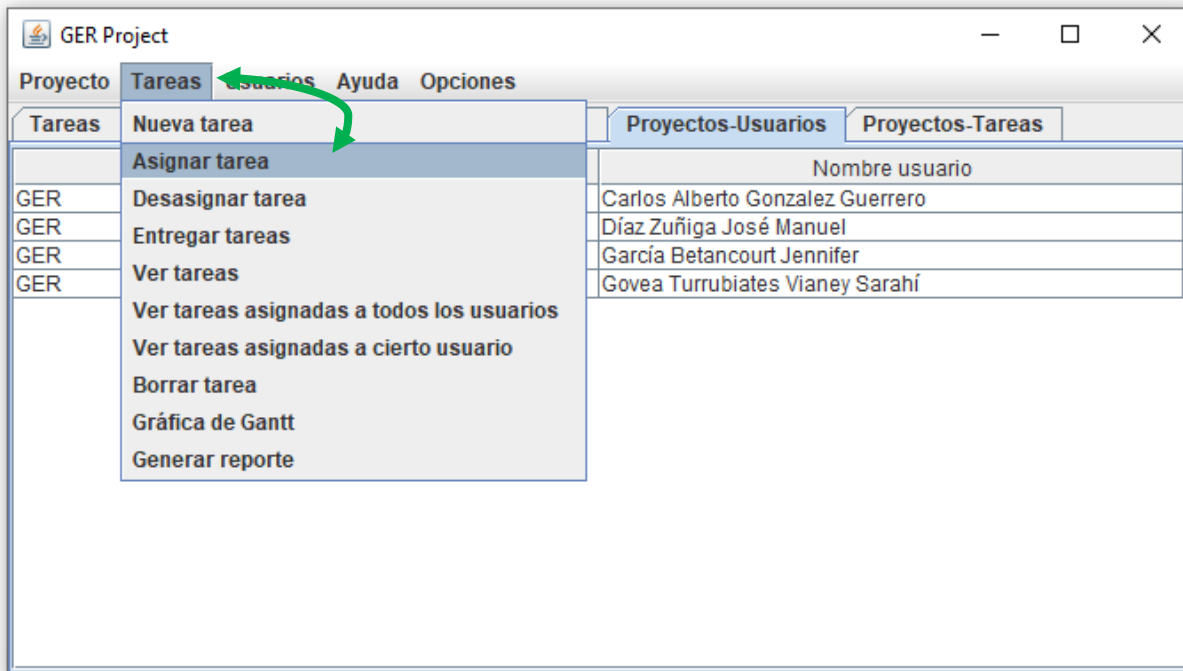 GER Project
Proyecto Tareas Usuarios Ayuda Opciones
Tareas Proyectos-Usuarios Proyectos-Tareas
Nueva tarea
Asignar tarea
Desasignar tarea
Entregar tareas
Ver tareas
Ver tareas asignadas a todos los usuarios
Ver tareas asignadas a cierto usuario
Borrar tarea
Gráfica de Gantt
Generar reporte
Nombre usuario
GER Carlos Alberto Gonzalez Guerrero
GER Díaz Zuñiga José Manuel
GER García Betancourt Jennifer
GER Govea Turrubiates Vianey Sarahí